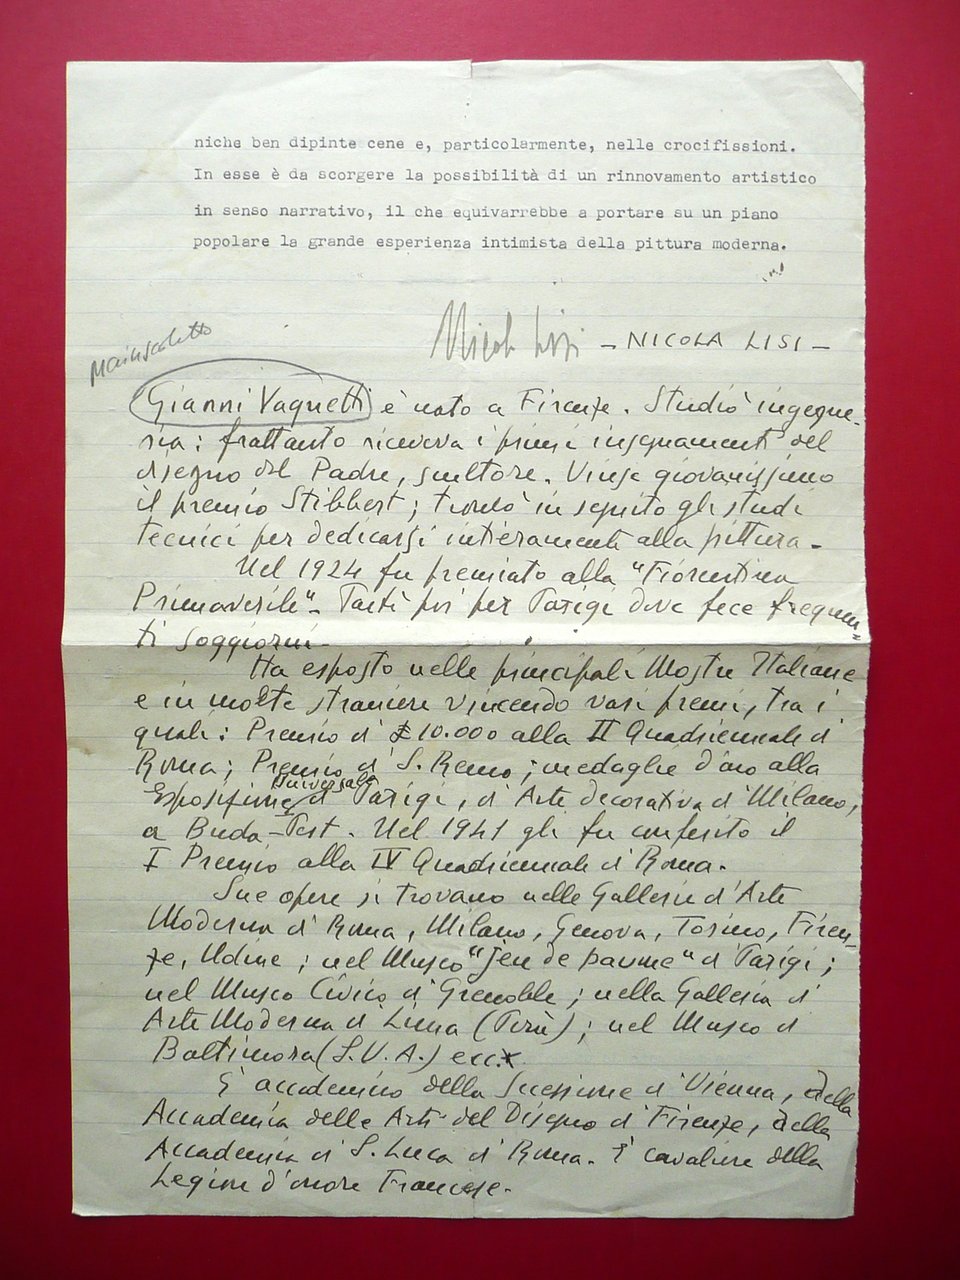 niche ben dipinte cene e, particolarmente, nelle crocifissioni.
In esse è da scorgere la possibilità di un rinnovamento artistico
in senso narrativo, il che equivarrebbe a portare su un piano
popolare la grande esperienza intimista della pittura moderna.
Nicola Lisi - NICOLA LISI -
Maiuscoletto
Gianni Vagnetti è nato a Firenze. Studiò ingegne-
ria: frattanto riceveva i primi insegnamenti del
disegno dal Padre, scultore. Vinse giovanissimo
il premio Stibbert; troncò in seguito gli studi
tecnici per dedicarsi intieramente alla pittura -
Nel 1924 fu premiato alla "Fiorentina
Primaverile" - Partì poi per Parigi dove fece frequen=
ti soggiorni -
Ha esposto nelle principali Mostre Italiane
e in molte straniere vincendo vari premi, tra i
quali: Premio di £ 10.000 alla II Quadriennale di
Roma; Premio di S. Remo; medaglie d'oro alla
Esposizione Universale di Parigi, d'Arte decorativa di Milano,
a Buda-Pest. Nel 1941 gli fu conferito il
I Premio alla IV Quadriennale di Roma.
Sue opere si trovano nelle Gallerie d'Arte
Moderna di Roma, Milano, Genova, Torino, Firen-
ze, Udine; nel Museo "Jeu de paume" di Parigi;
nel Museo Civico di Grenoble; nella Galleria di
Arte Moderna di Lima (Perù); nel Museo di
Baltimora (S.U.A.) ecc.
È accademico della Secessione di Vienna, della
Accademia delle Arti del Disegno di Firenze, della
Accademia di S. Luca di Roma. È cavaliere della
Legion d'onore Francese.